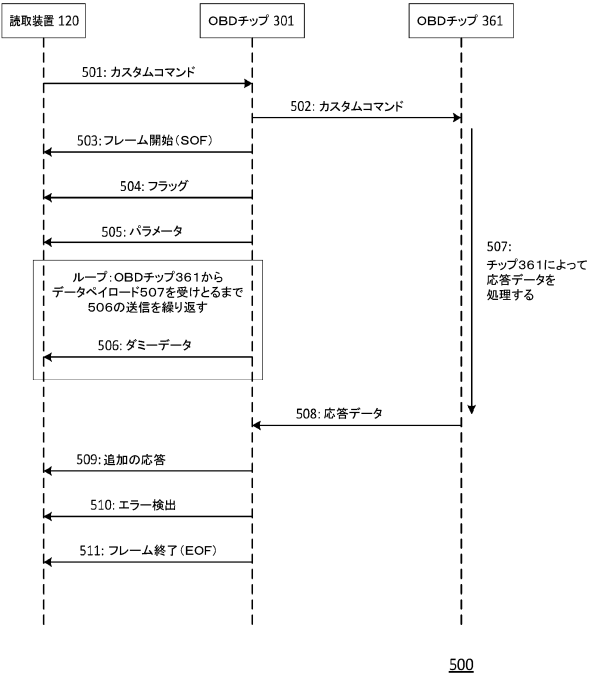 読取装置 120
OBDチップ 301
OBDチップ 361
501: カスタムコマンド
502: カスタムコマンド
503: フレーム開始(SOF)
504: フラッグ
505: パラメータ
507:
チップ361によって
応答データを
処理する
ループ:OBDチップ361から
データペイロード507を受けとるまで
506の送信を繰り返す
506: ダミーデータ
508: 応答データ
509: 追加の応答
510: エラー検出
511: フレーム終了(EOF)
500